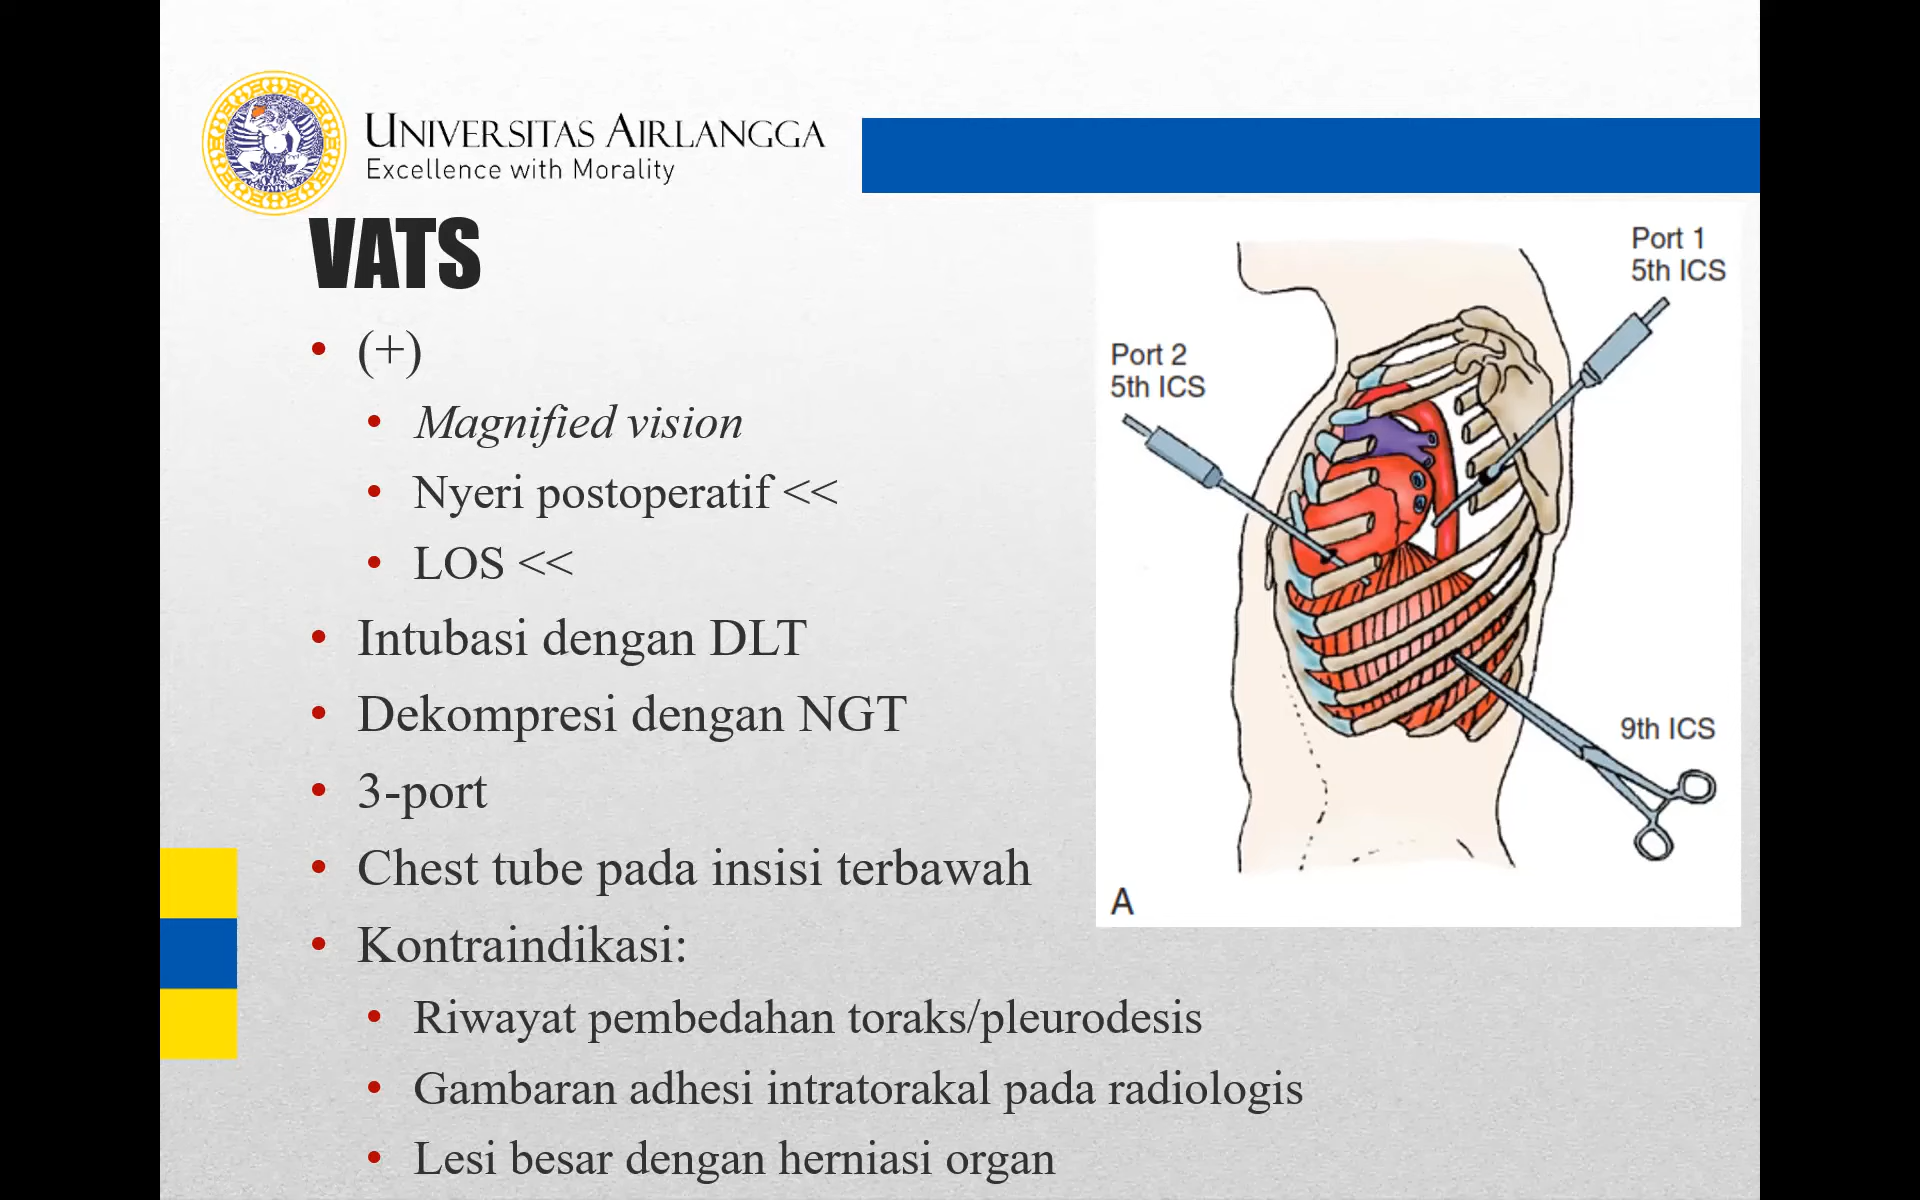 UNIVERSITAS AIRLANGGA
Excellence with Morality
VATS
• (+)
• Magnified vision
• Nyeri postoperatif <<
• LOS <<
• Intubasi dengan DLT
• Dekompresi dengan NGT
• 3-port
• Chest tube pada insisi terbawah
• Kontraindikasi:
• Riwayat pembedahan toraks/pleurodesis
• Gambaran adhesi intratorakal pada radiologis
• Lesi besar dengan herniasi organ
Port 1
5th ICS
Port 2
5th ICS
9th ICS
A